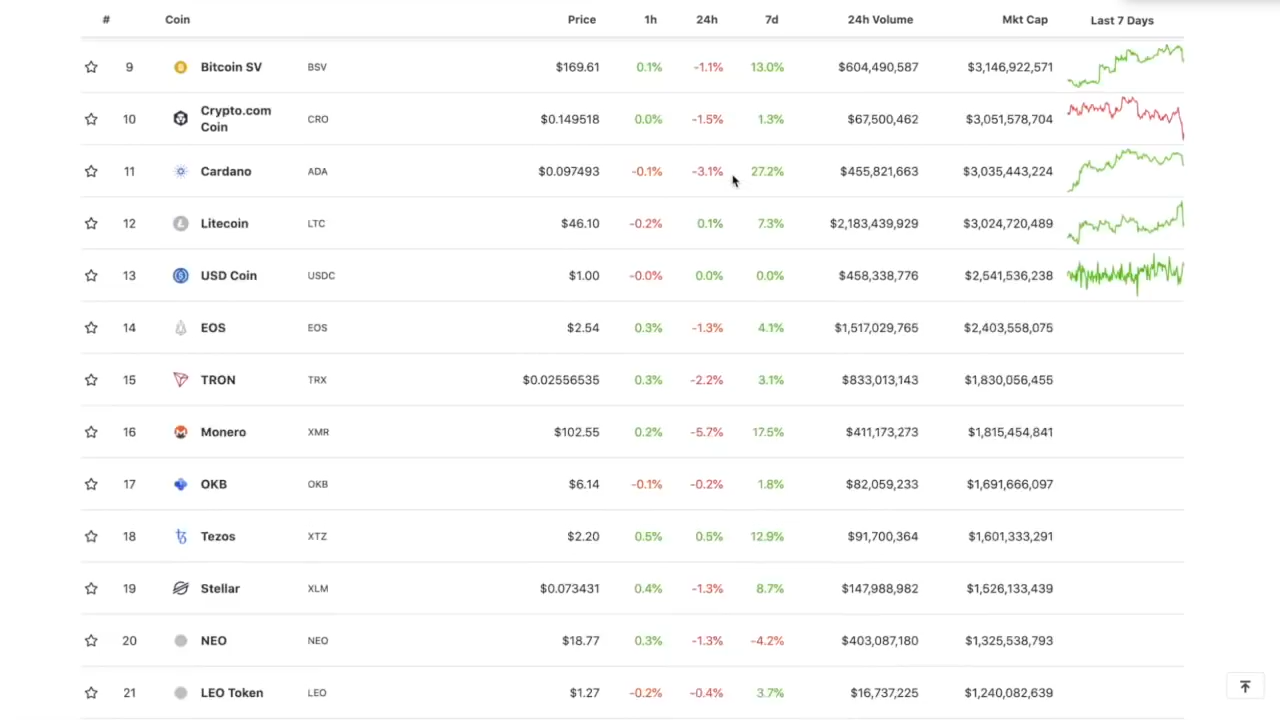 # Coin Price 1h 24h 7d 24h Volume Mkt Cap Last 7 Days
9 Bitcoin SV BSV $169.61 0.1% -1.1% 13.0% $604,490,587 $3,146,922,571
10 Crypto.com Coin CRO $0.149518 0.0% -1.5% 1.3% $67,500,462 $3,051,578,704
11 Cardano ADA $0.097493 -0.1% -3.1% 27.2% $455,821,663 $3,035,443,224
12 Litecoin LTC $46.10 -0.2% 0.1% 7.3% $2,183,439,929 $3,024,720,489
13 USD Coin USDC $1.00 -0.0% 0.0% 0.0% $458,338,776 $2,541,536,238
14 EOS EOS $2.54 0.3% -1.3% 4.1% $1,517,029,765 $2,403,558,075
15 TRON TRX $0.02556535 0.3% -2.2% 3.1% $833,013,143 $1,830,056,455
16 Monero XMR $102.55 0.2% -5.7% 17.5% $411,173,273 $1,815,454,841
17 OKB OKB $6.14 -0.1% -0.2% 1.8% $82,059,233 $1,691,666,097
18 Tezos XTZ $2.20 0.5% 0.5% 12.9% $91,700,364 $1,601,333,291
19 Stellar XLM $0.073431 0.4% -1.3% 8.7% $147,988,982 $1,526,133,439
20 NEO NEO $18.77 0.3% -1.3% -4.2% $403,087,180 $1,325,538,793
21 LEO Token LEO $1.27 -0.2% -0.4% 3.7% $16,737,225 $1,240,082,639